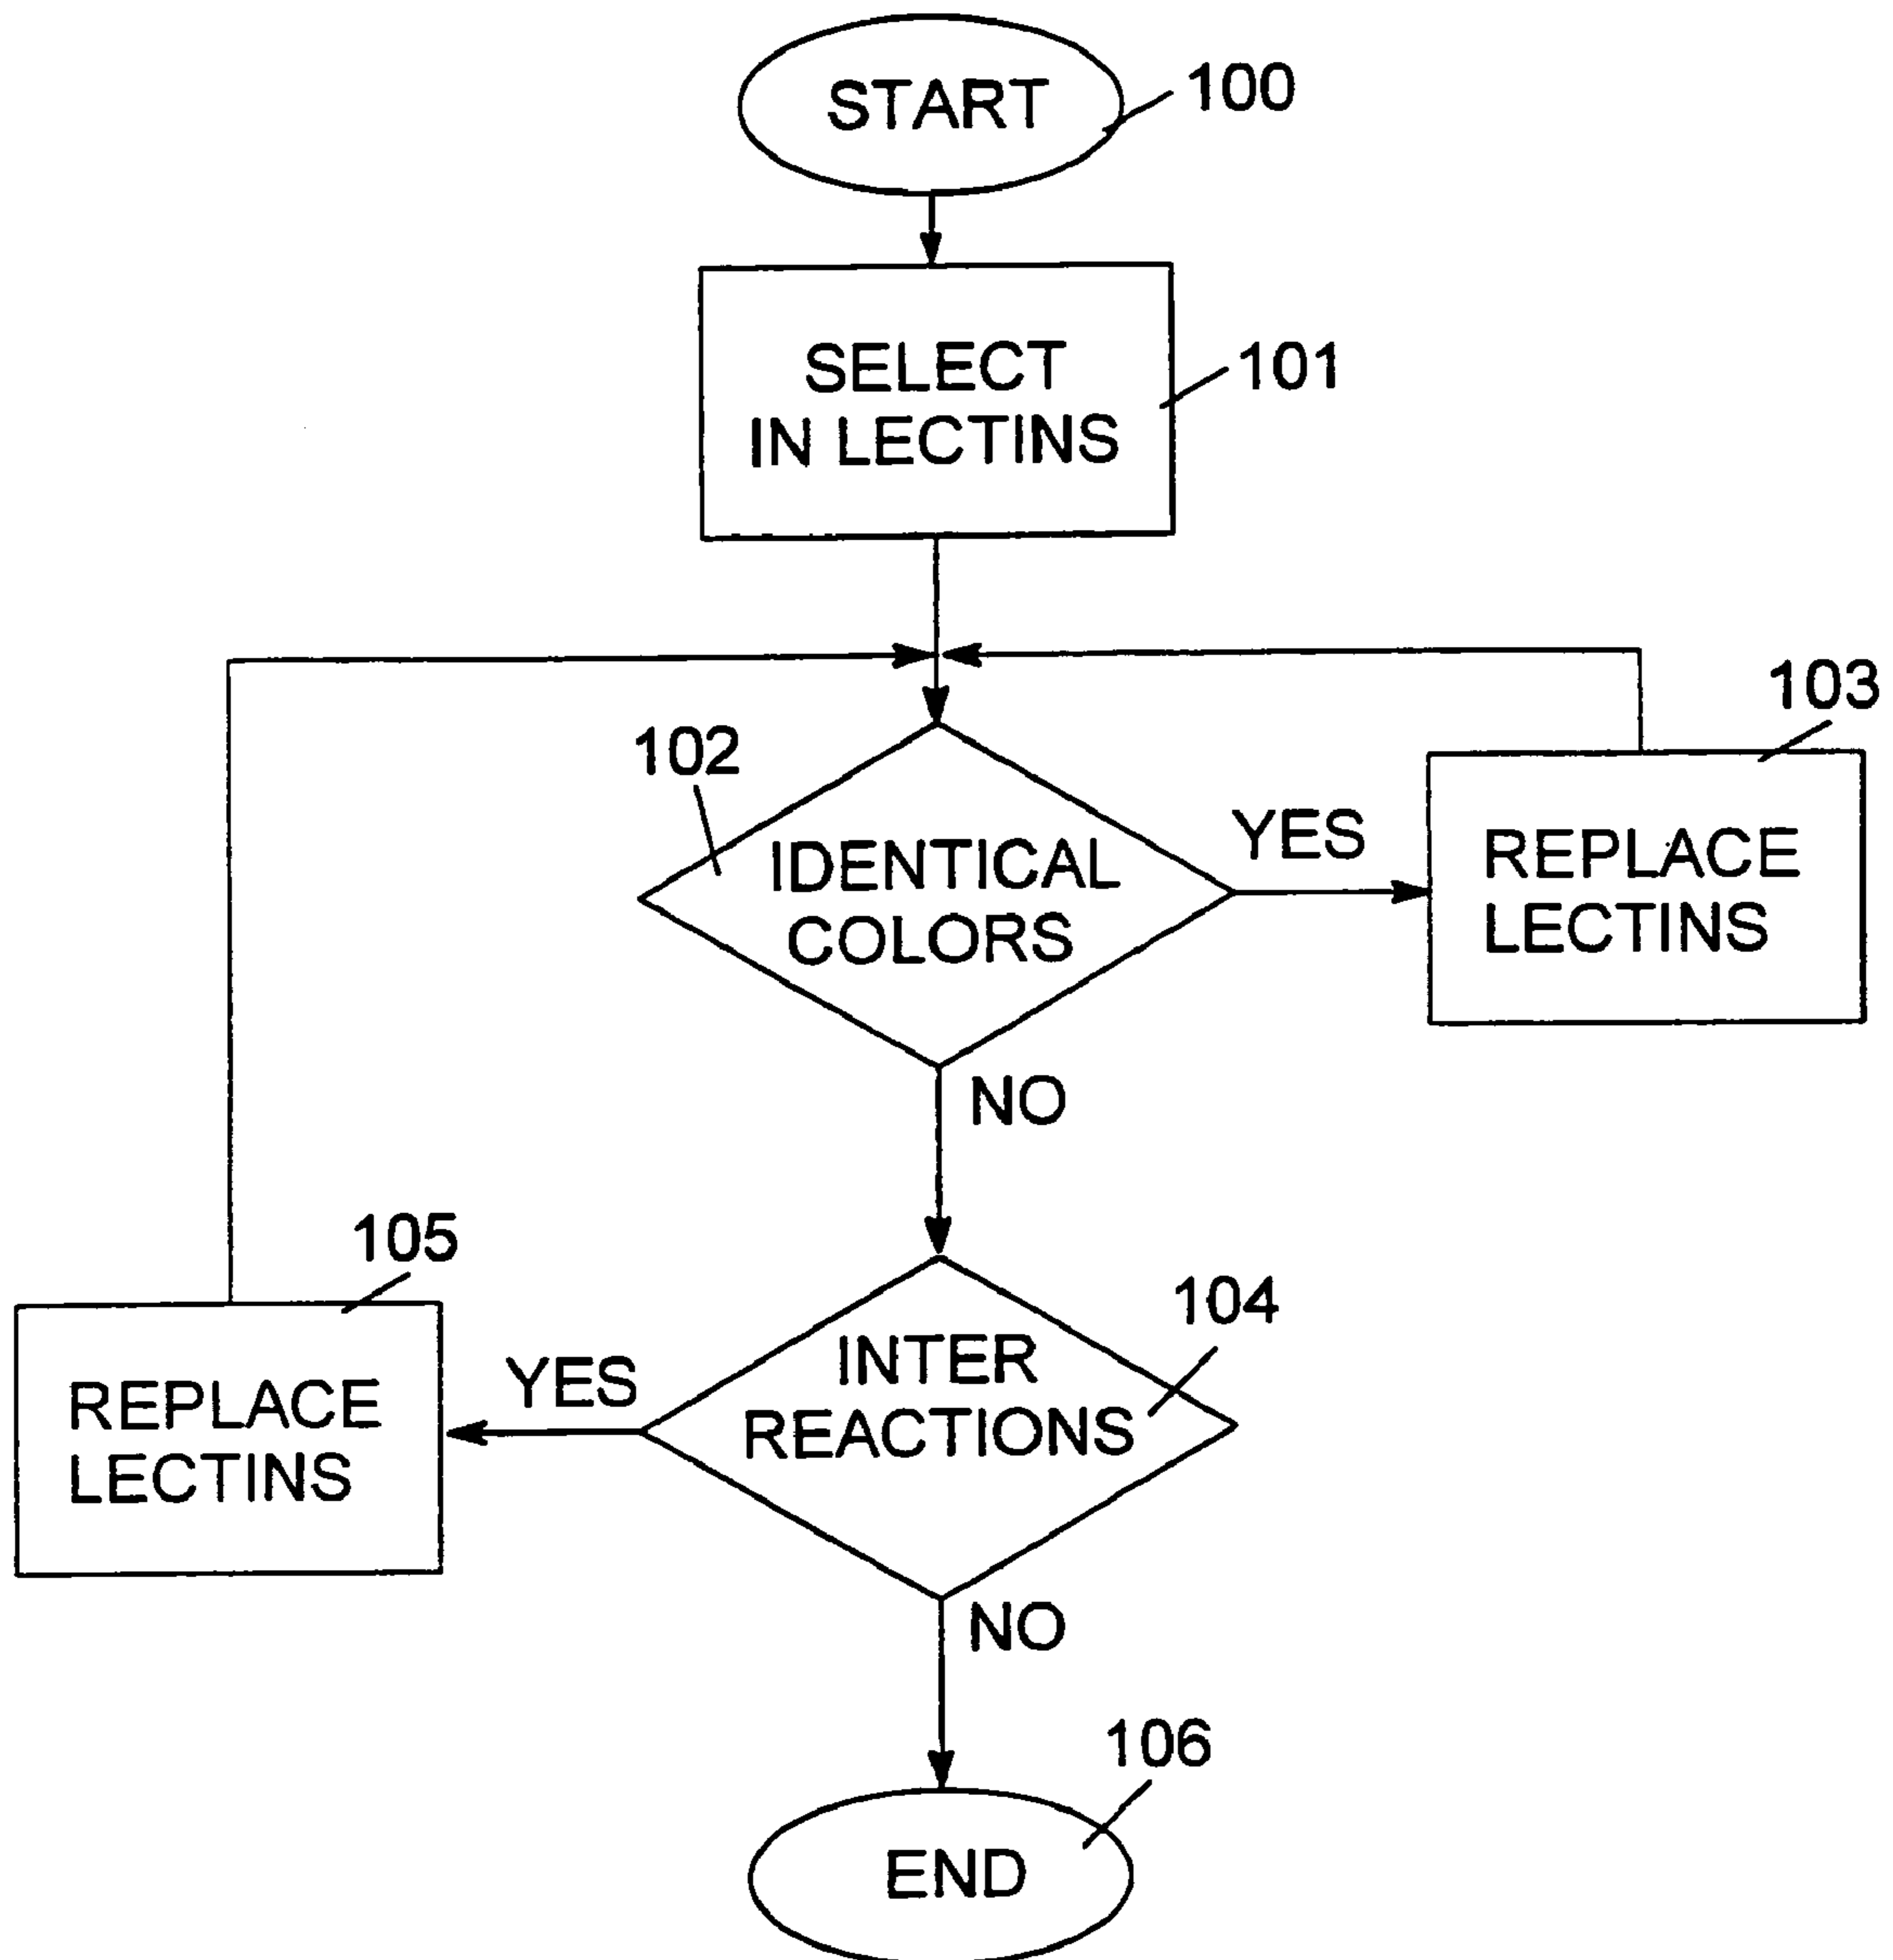 START
100
SELECT
IN LECTINS
101
102
IDENTICAL
COLORS
YES
103
REPLACE
LECTINS
NO
105
REPLACE
LECTINS
YES
INTER
REACTIONS
104
NO
106
END